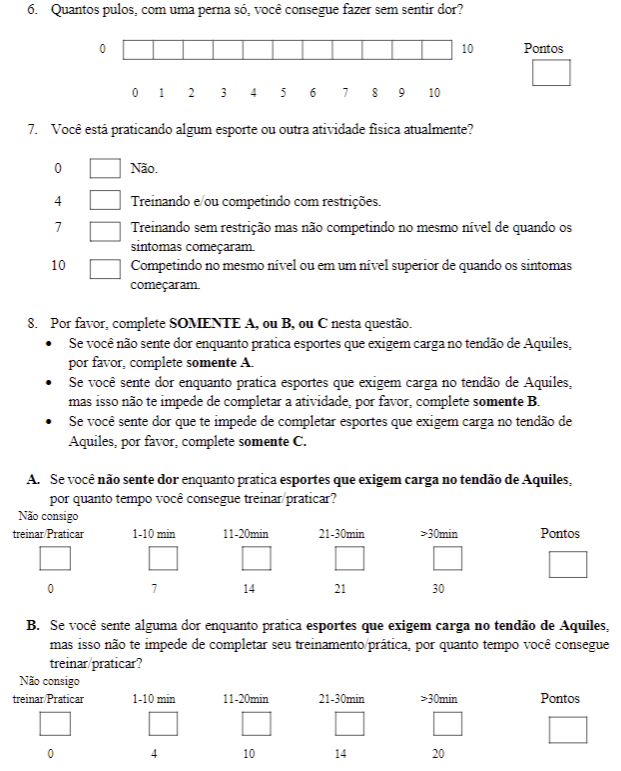 6. Quantos pulos, com uma perna só, você consegue fazer sem sentir dor?
0 10 Pontos
0 1 2 3 4 5 6 7 8 9 10
7. Você está praticando algum esporte ou outra atividade física atualmente?
0 Não.
4 Treinando e/ou competindo com restrições.
7 Treinando sem restrição mas não competindo no mesmo nível de quando os
sintomas começaram.
10 Competindo no mesmo nível ou em um nível superior de quando os sintomas
começaram.
8. Por favor, complete SOMENTE A, ou B, ou C nesta questão.
• Se você não sente dor enquanto pratica esportes que exigem carga no tendão de Aquiles,
por favor, complete somente A.
• Se você sente dor enquanto pratica esportes que exigem carga no tendão de Aquiles,
mas isso não te impede de completar a atividade, por favor, complete somente B.
• Se você sente dor que te impede de completar esportes que exigem carga no tendão de
Aquiles, por favor, complete somente C.
A. Se você não sente dor enquanto pratica esportes que exigem carga no tendão de Aquiles,
por quanto tempo você consegue treinar/praticar?
Não consigo
treinar/Praticar 1-10 min 11-20min 21-30min >30min Pontos
0 7 14 21 30
B. Se você sente alguma dor enquanto pratica esportes que exigem carga no tendão de Aquiles,
mas isso não te impede de completar seu treinamento/prática, por quanto tempo você consegue
treinar/praticar?
Não consigo
treinar/Praticar 1-10 min 11-20min 21-30min >30min Pontos
0 4 10 14 20